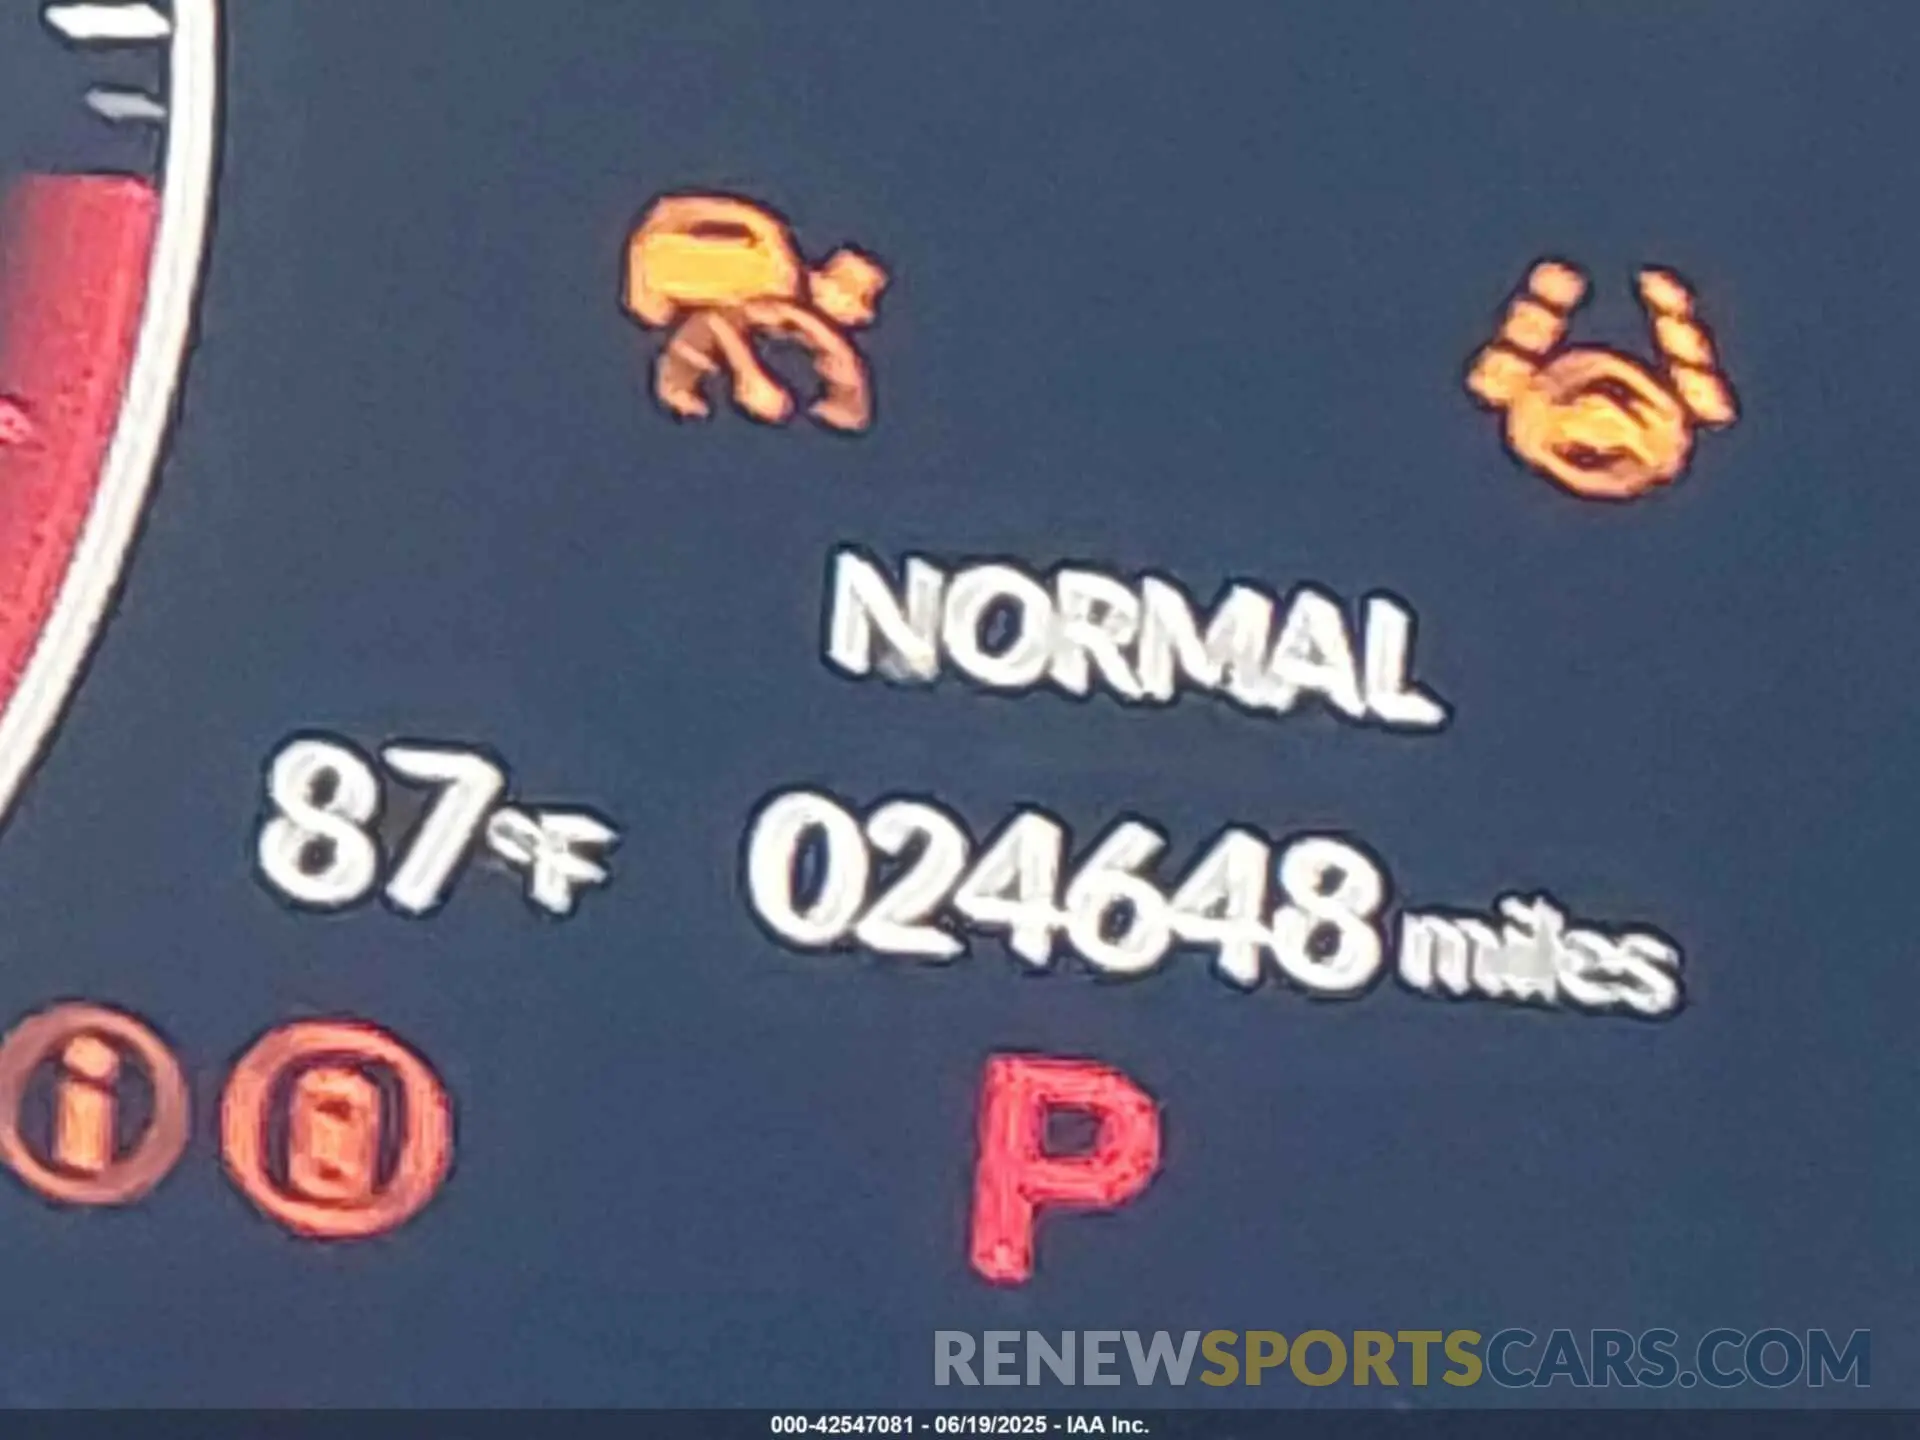 NORMAL
87°F 024648 miles
i
P
RENEWSPORTSCARS.COM
000-42547081 - 06/19/2025 - IAA Inc.